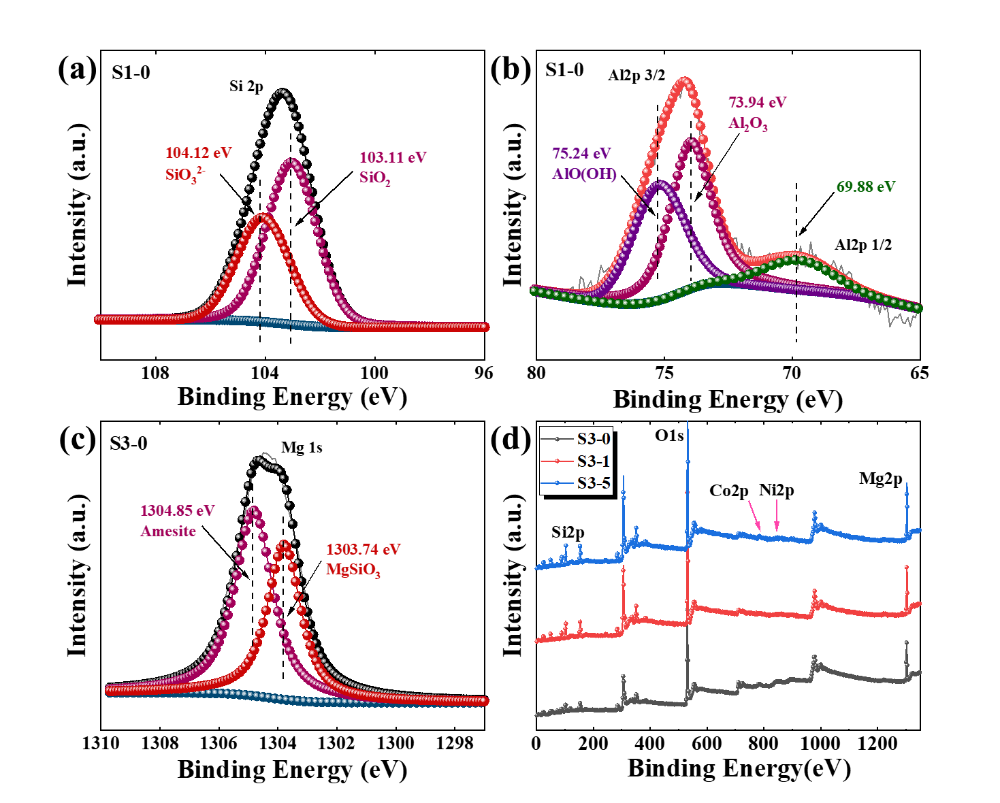 (a)
S1-0
Si 2p
104.12 eV
SiO₃²⁻
103.11 eV
SiO₂
Intensity (a.u.)
108
104
100
96
Binding Energy (eV)
(b)
S1-0
Al2p 3/2
73.94 eV
Al₂O₃
75.24 eV
AlO(OH)
69.88 eV
Al2p 1/2
Intensity (a.u.)
80
75
70
65
Binding Energy (eV)
(c)
S3-0
Mg 1s
1304.85 eV
Amesite
1303.74 eV
MgSiO₃
Intensity (a.u.)
1310
1308
1306
1304
1302
1300
1298
Binding Energy (eV)
(d)
S3-0
S3-1
S3-5
O1s
Co2p
Ni2p
Mg2p
Si2p
Intensity (a.u.)
0
200
400
600
800
1000
1200
Binding Energy(eV)